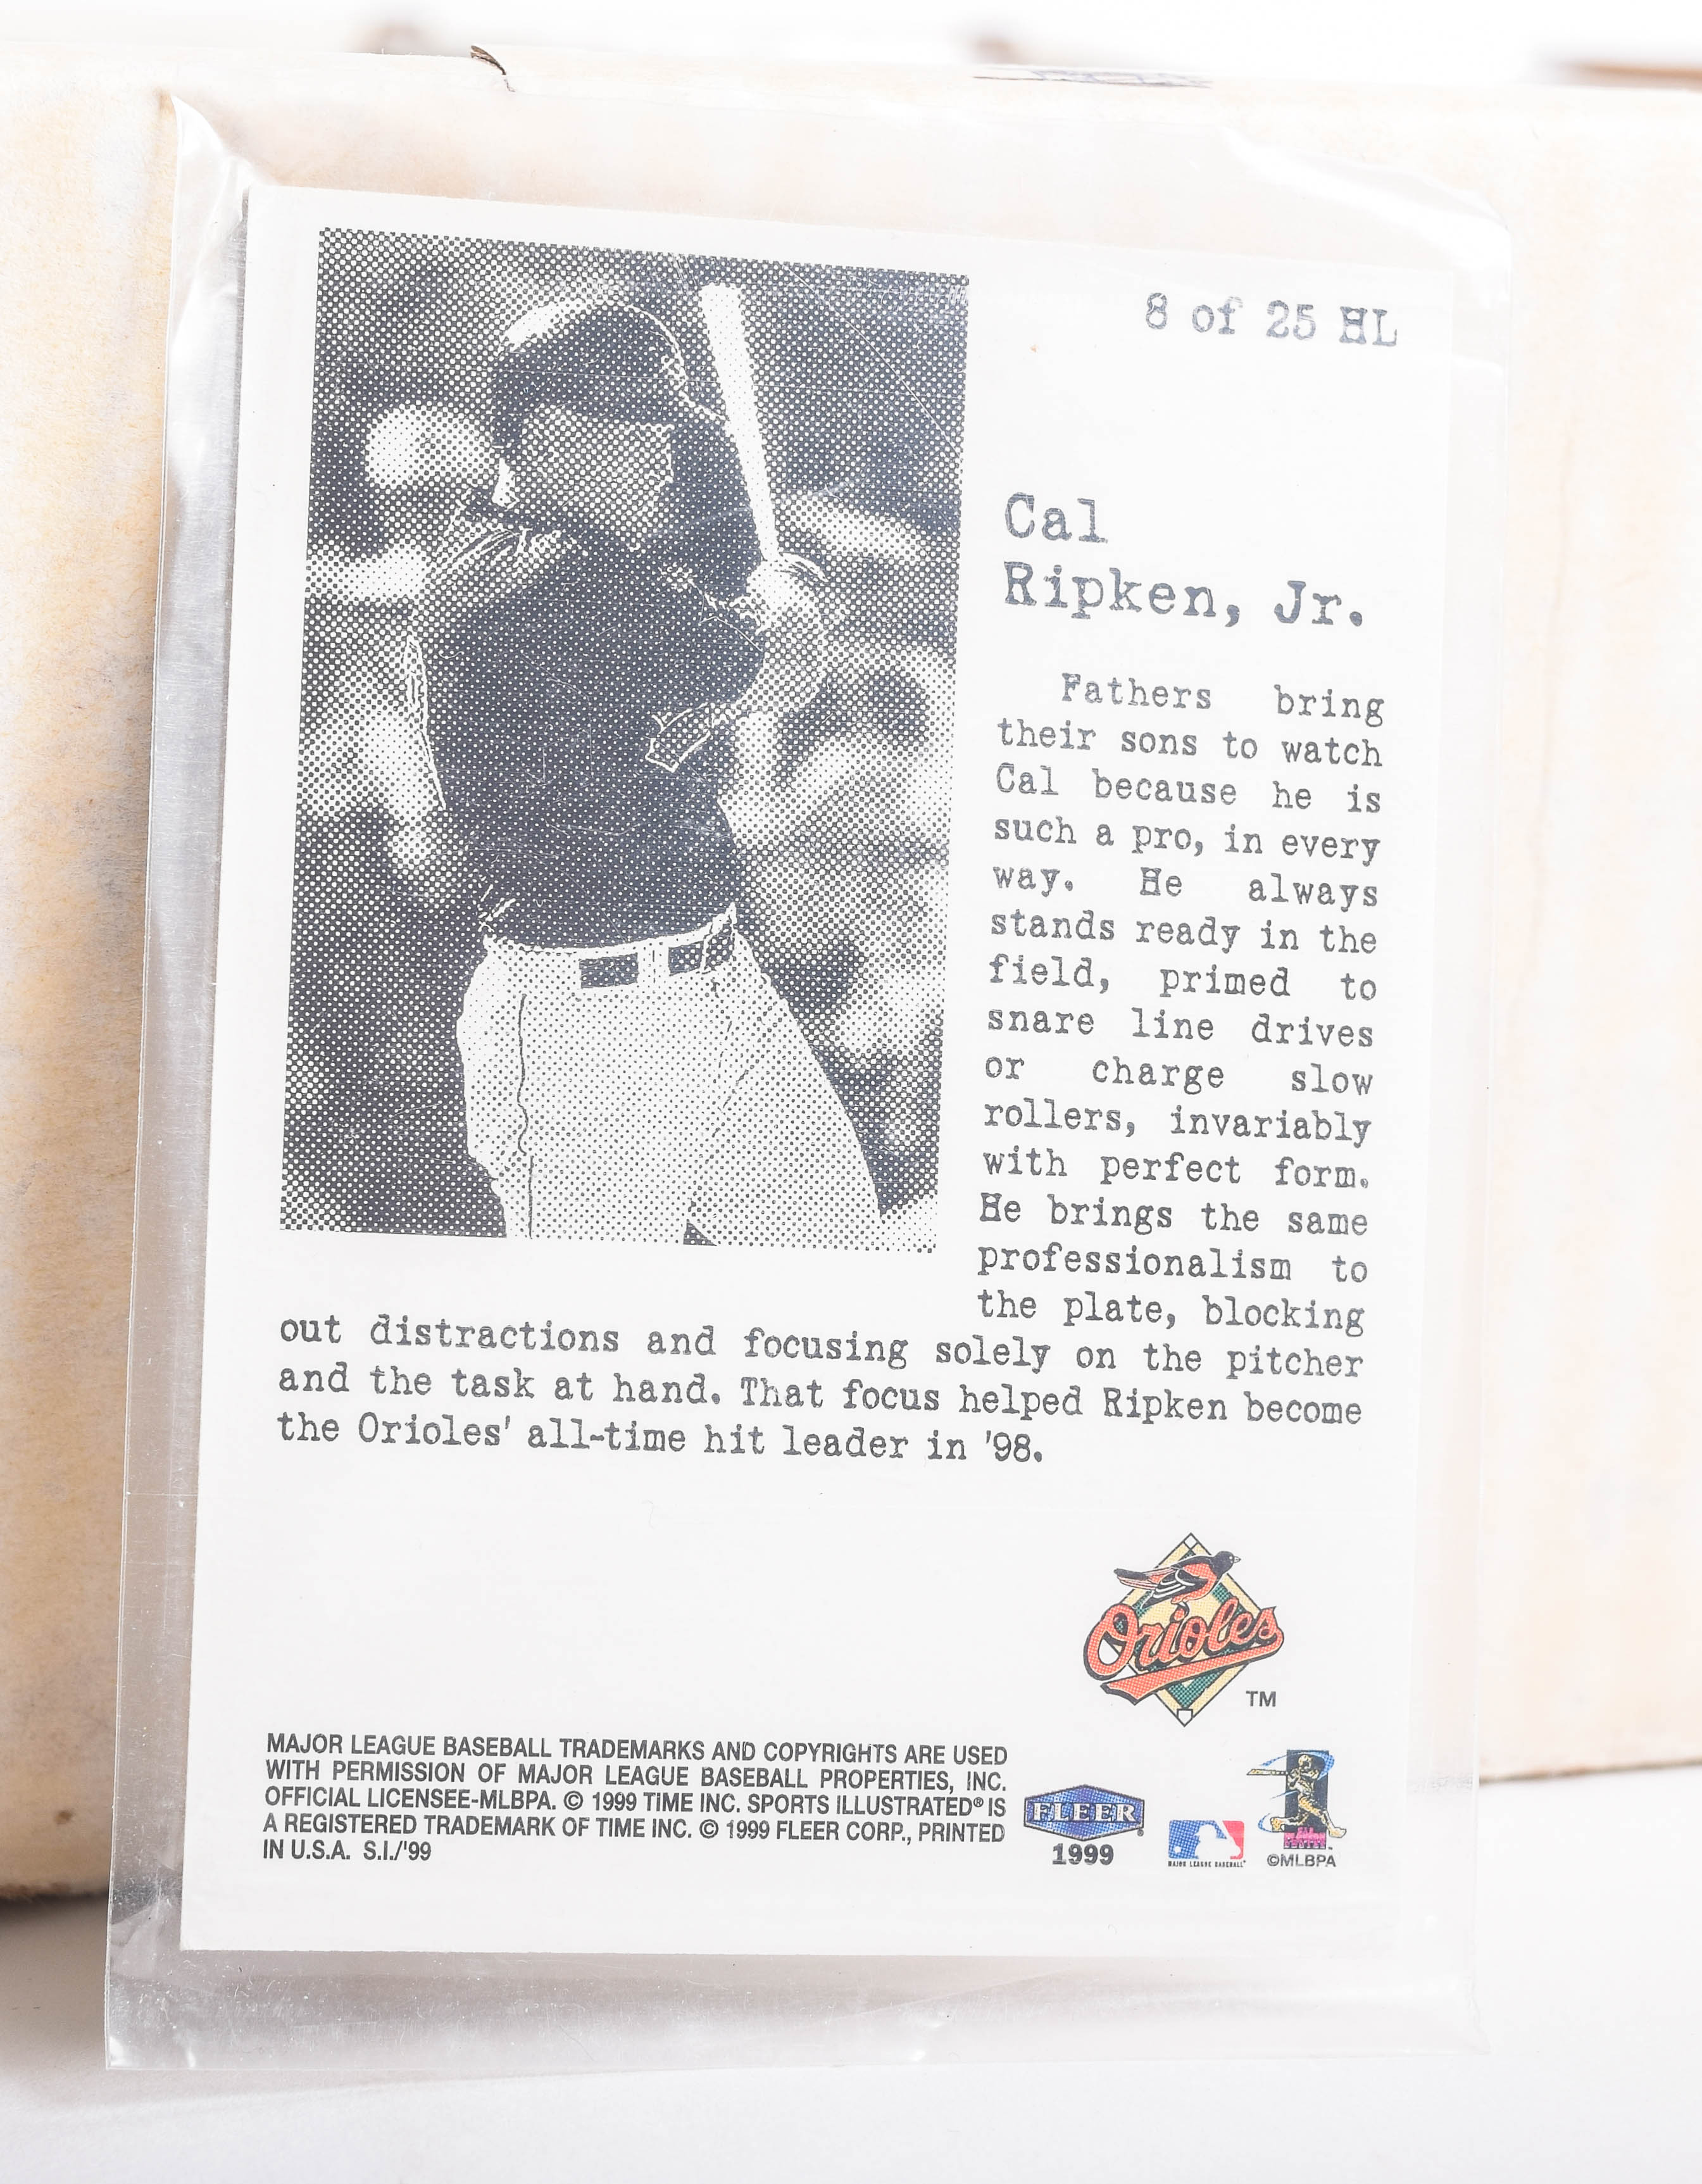 8 of 25 HL
Cal
Ripken, Jr.
Fathers bring
their sons to watch
Cal because he is
such a pro, in every
way. He always
stands ready in the
field, primed to
snare line drives
or charge slow
rollers, invariably
with perfect form.
He brings the same
professionalism to
the plate, blocking
out distractions and focusing solely on the pitcher
and the task at hand. That focus helped Ripken become
the Orioles' all-time hit leader in '98.
Orioles
TM
MAJOR LEAGUE BASEBALL TRADEMARKS AND COPYRIGHTS ARE USED
WITH PERMISSION OF MAJOR LEAGUE BASEBALL PROPERTIES, INC.
OFFICIAL LICENSEE-MLBPA. © 1999 TIME INC. SPORTS ILLUSTRATED® IS
A REGISTERED TRADEMARK OF TIME INC. © 1999 FLEER CORP., PRINTED
IN U.S.A. S.I./'99
FLEER
1999
MAJOR LEAGUE BASEBALL
©MLBPA